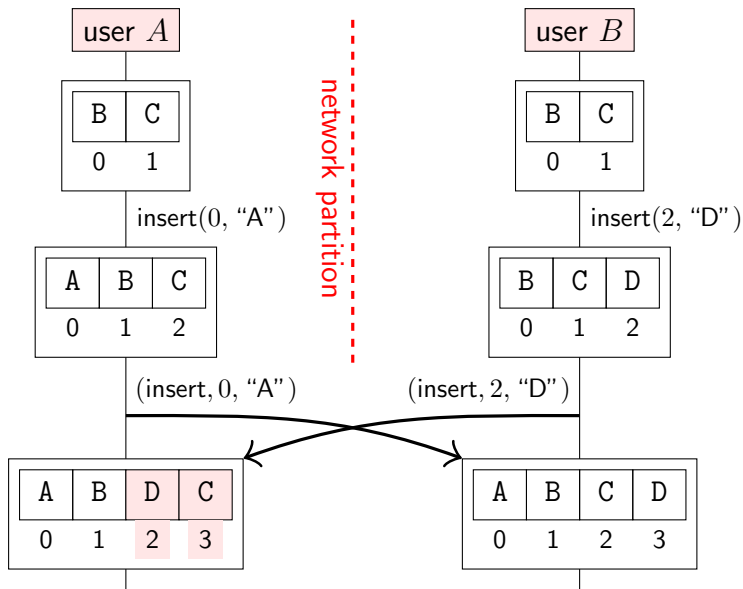 user A
user B
network partition
B C
0 1
B C
0 1
insert(0, “A”)
insert(2, “D”)
A B C
0 1 2
B C D
0 1 2
(insert, 0, “A”)
(insert, 2, “D”)
A B D C
0 1 2 3
A B C D
0 1 2 3